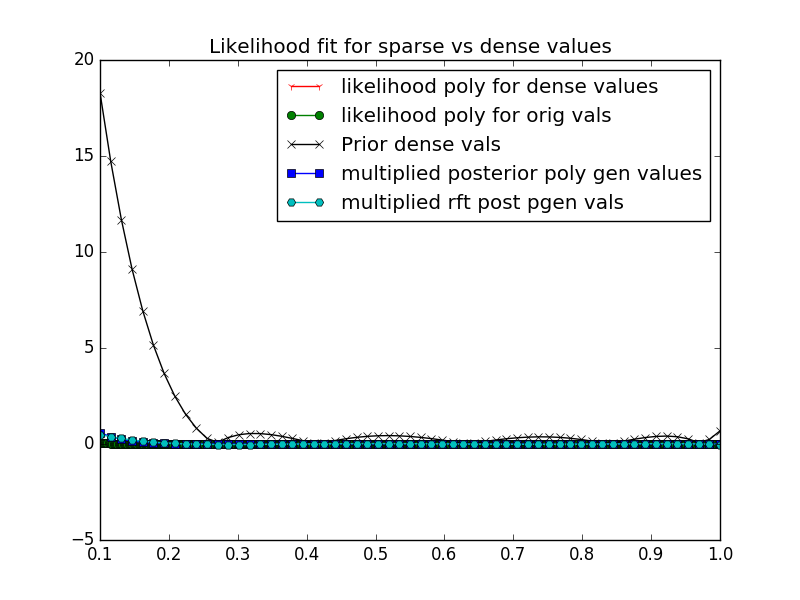 Likelihood fit for sparse vs dense values
likelihood poly for dense values
likelihood poly for orig vals
Prior dense vals
multiplied posterior poly gen values
multiplied rft post pgen vals
20
15
10
5
0
−5
0.1 0.2 0.3 0.4 0.5 0.6 0.7 0.8 0.9 1.0